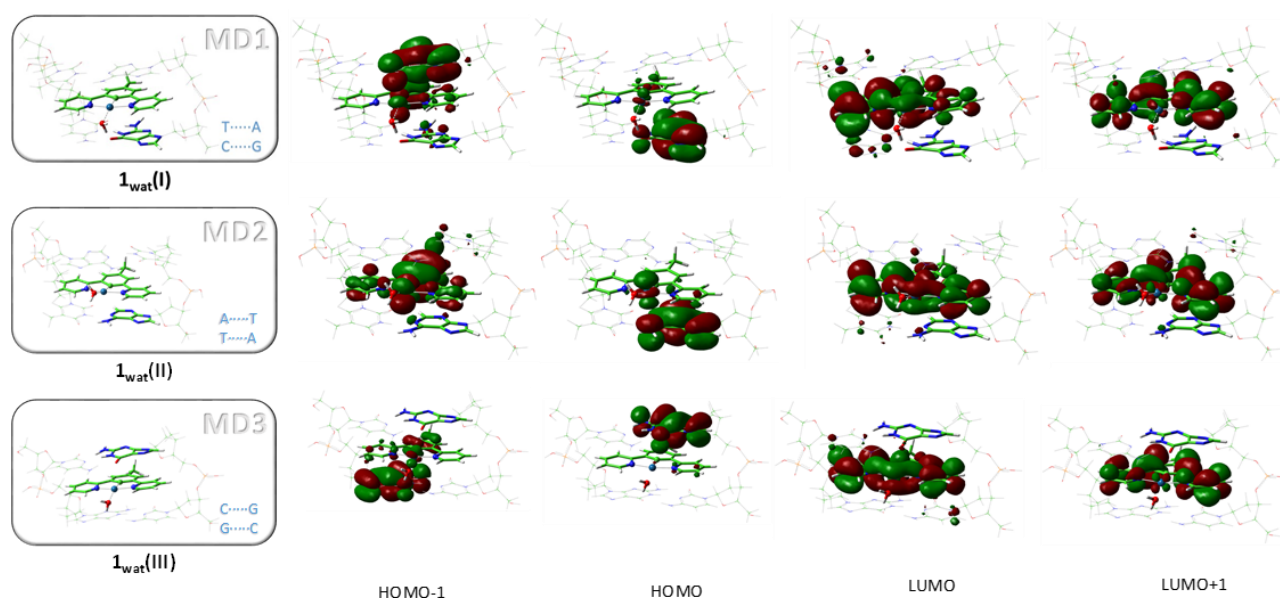 MD1
T·····A
C·····G
1wat(I)
MD2
A·····T
T·····A
1wat(II)
MD3
C·····G
G·····C
1wat(III)
HOMO-1
HOMO
LUMO
LUMO+1